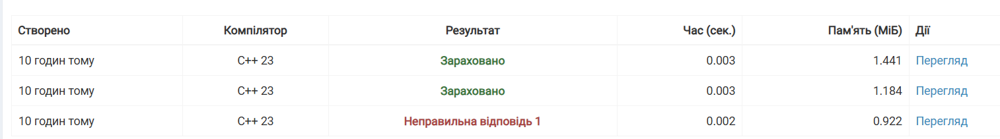 Створено Компілятор Результат Час (сек.) Пам'ять (МіБ) Дії
10 годин тому C++ 23 Зараховано 0.003 1.441 Перегляд
10 годин тому C++ 23 Зараховано 0.003 1.184 Перегляд
10 годин тому C++ 23 Неправильна відповідь 1 0.002 0.922 Перегляд